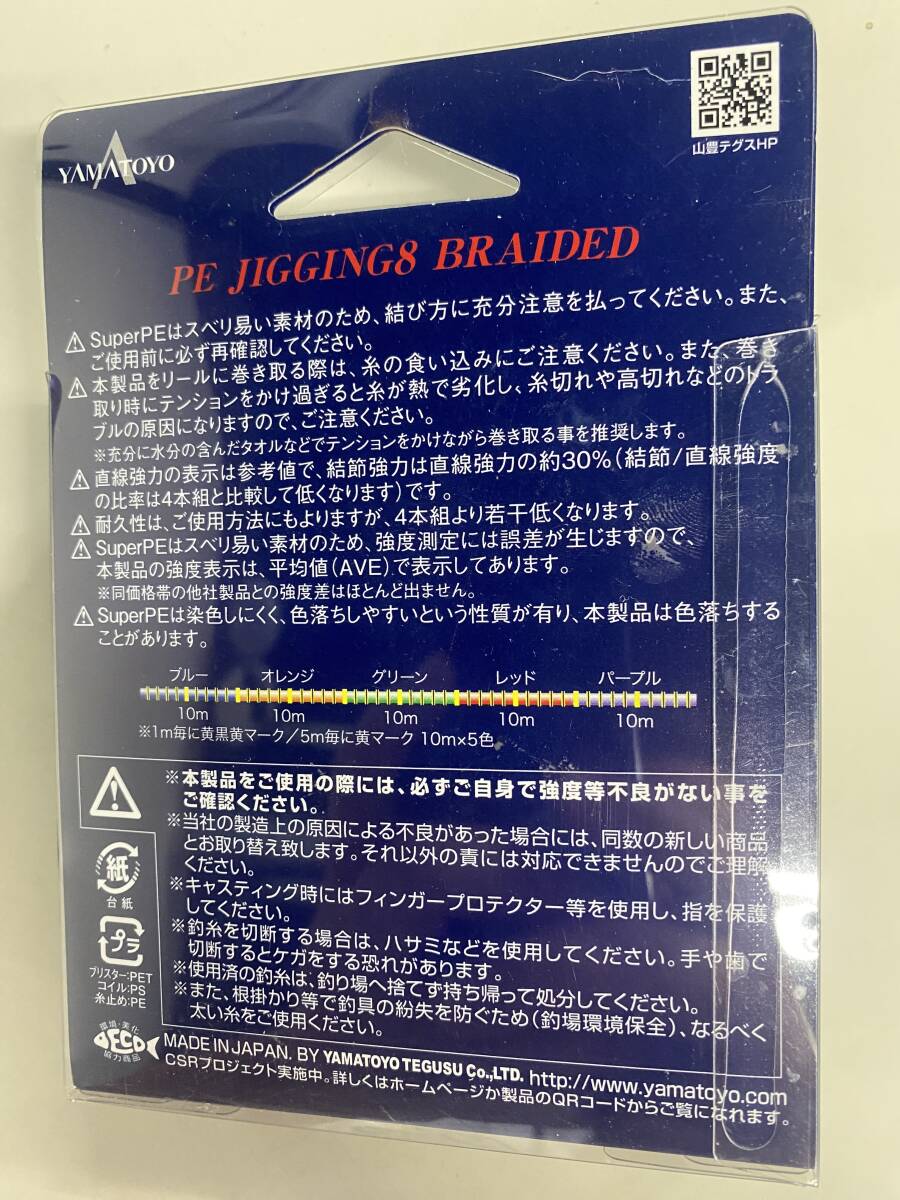 YAMATOYO
山豊テグスHP
PE JIGGING8 BRAIDED
SuperPEはスベリ易い素材のため、結び方に充分注意を払ってください。また、
ご使用前に必ず再確認してください。
本製品をリールに巻き取る際は、糸の食い込みにご注意ください。また、巻き
取り時にテンションをかけ過ぎると糸が熱で劣化し、糸切れや高切れなどのトラ
ブルの原因になりますので、ご注意ください。
※充分に水分の含んだタオルなどでテンションをかけながら巻き取る事を推奨します。
直線強力の表示は参考値で、結節強力は直線強力の約30%(結節/直線強度
の比率は4本組と比較して低くなります)です。
耐久性は、ご使用方法にもよりますが、4本組より若干低くなります。
SuperPEはスベリ易い素材のため、強度測定には誤差が生じますので、
本製品の強度表示は、平均値(AVE)で表示してあります。
※同価格帯の他社製品との強度差はほとんど出ません。
SuperPEは染色しにくく、色落ちしやすいという性質が有り、本製品は色落ちする
ことがあります。
ブルー オレンジ グリーン レッド パープル
10m 10m 10m 10m 10m
※1m毎に黄黒黄マーク/5m毎に黄マーク 10m×5色
※本製品をご使用の際には、必ずご自身で強度等不良がない事を
ご確認ください。
※当社の製造上の原因による不良があった場合には、同数の新しい商品
とお取り替え致します。それ以外の責には対応できませんのでご理解
ください。
※キャスティング時にはフィンガープロテクター等を使用し、指を保護
してください。
※釣糸を切断する場合は、ハサミなどを使用してください。手や歯で
切断するとケガをする恐れがあります。
※使用済の釣糸は、釣り場へ捨てず持ち帰って処分してください。
※また、根掛かり等で釣具の紛失を防ぐため(釣場環境保全)、なるべく
太い糸をご使用ください。
紙
台紙
プラ
ブリスター:PET
コイル:PS
糸止め:PE
環境・美化
ECO
協力商品
MADE IN JAPAN. BY YAMATOYO TEGUSU Co.,LTD. http://www.yamatoyo.com
CSRプロジェクト実施中。詳しくはホームページか製品のQRコードからご覧になれます。